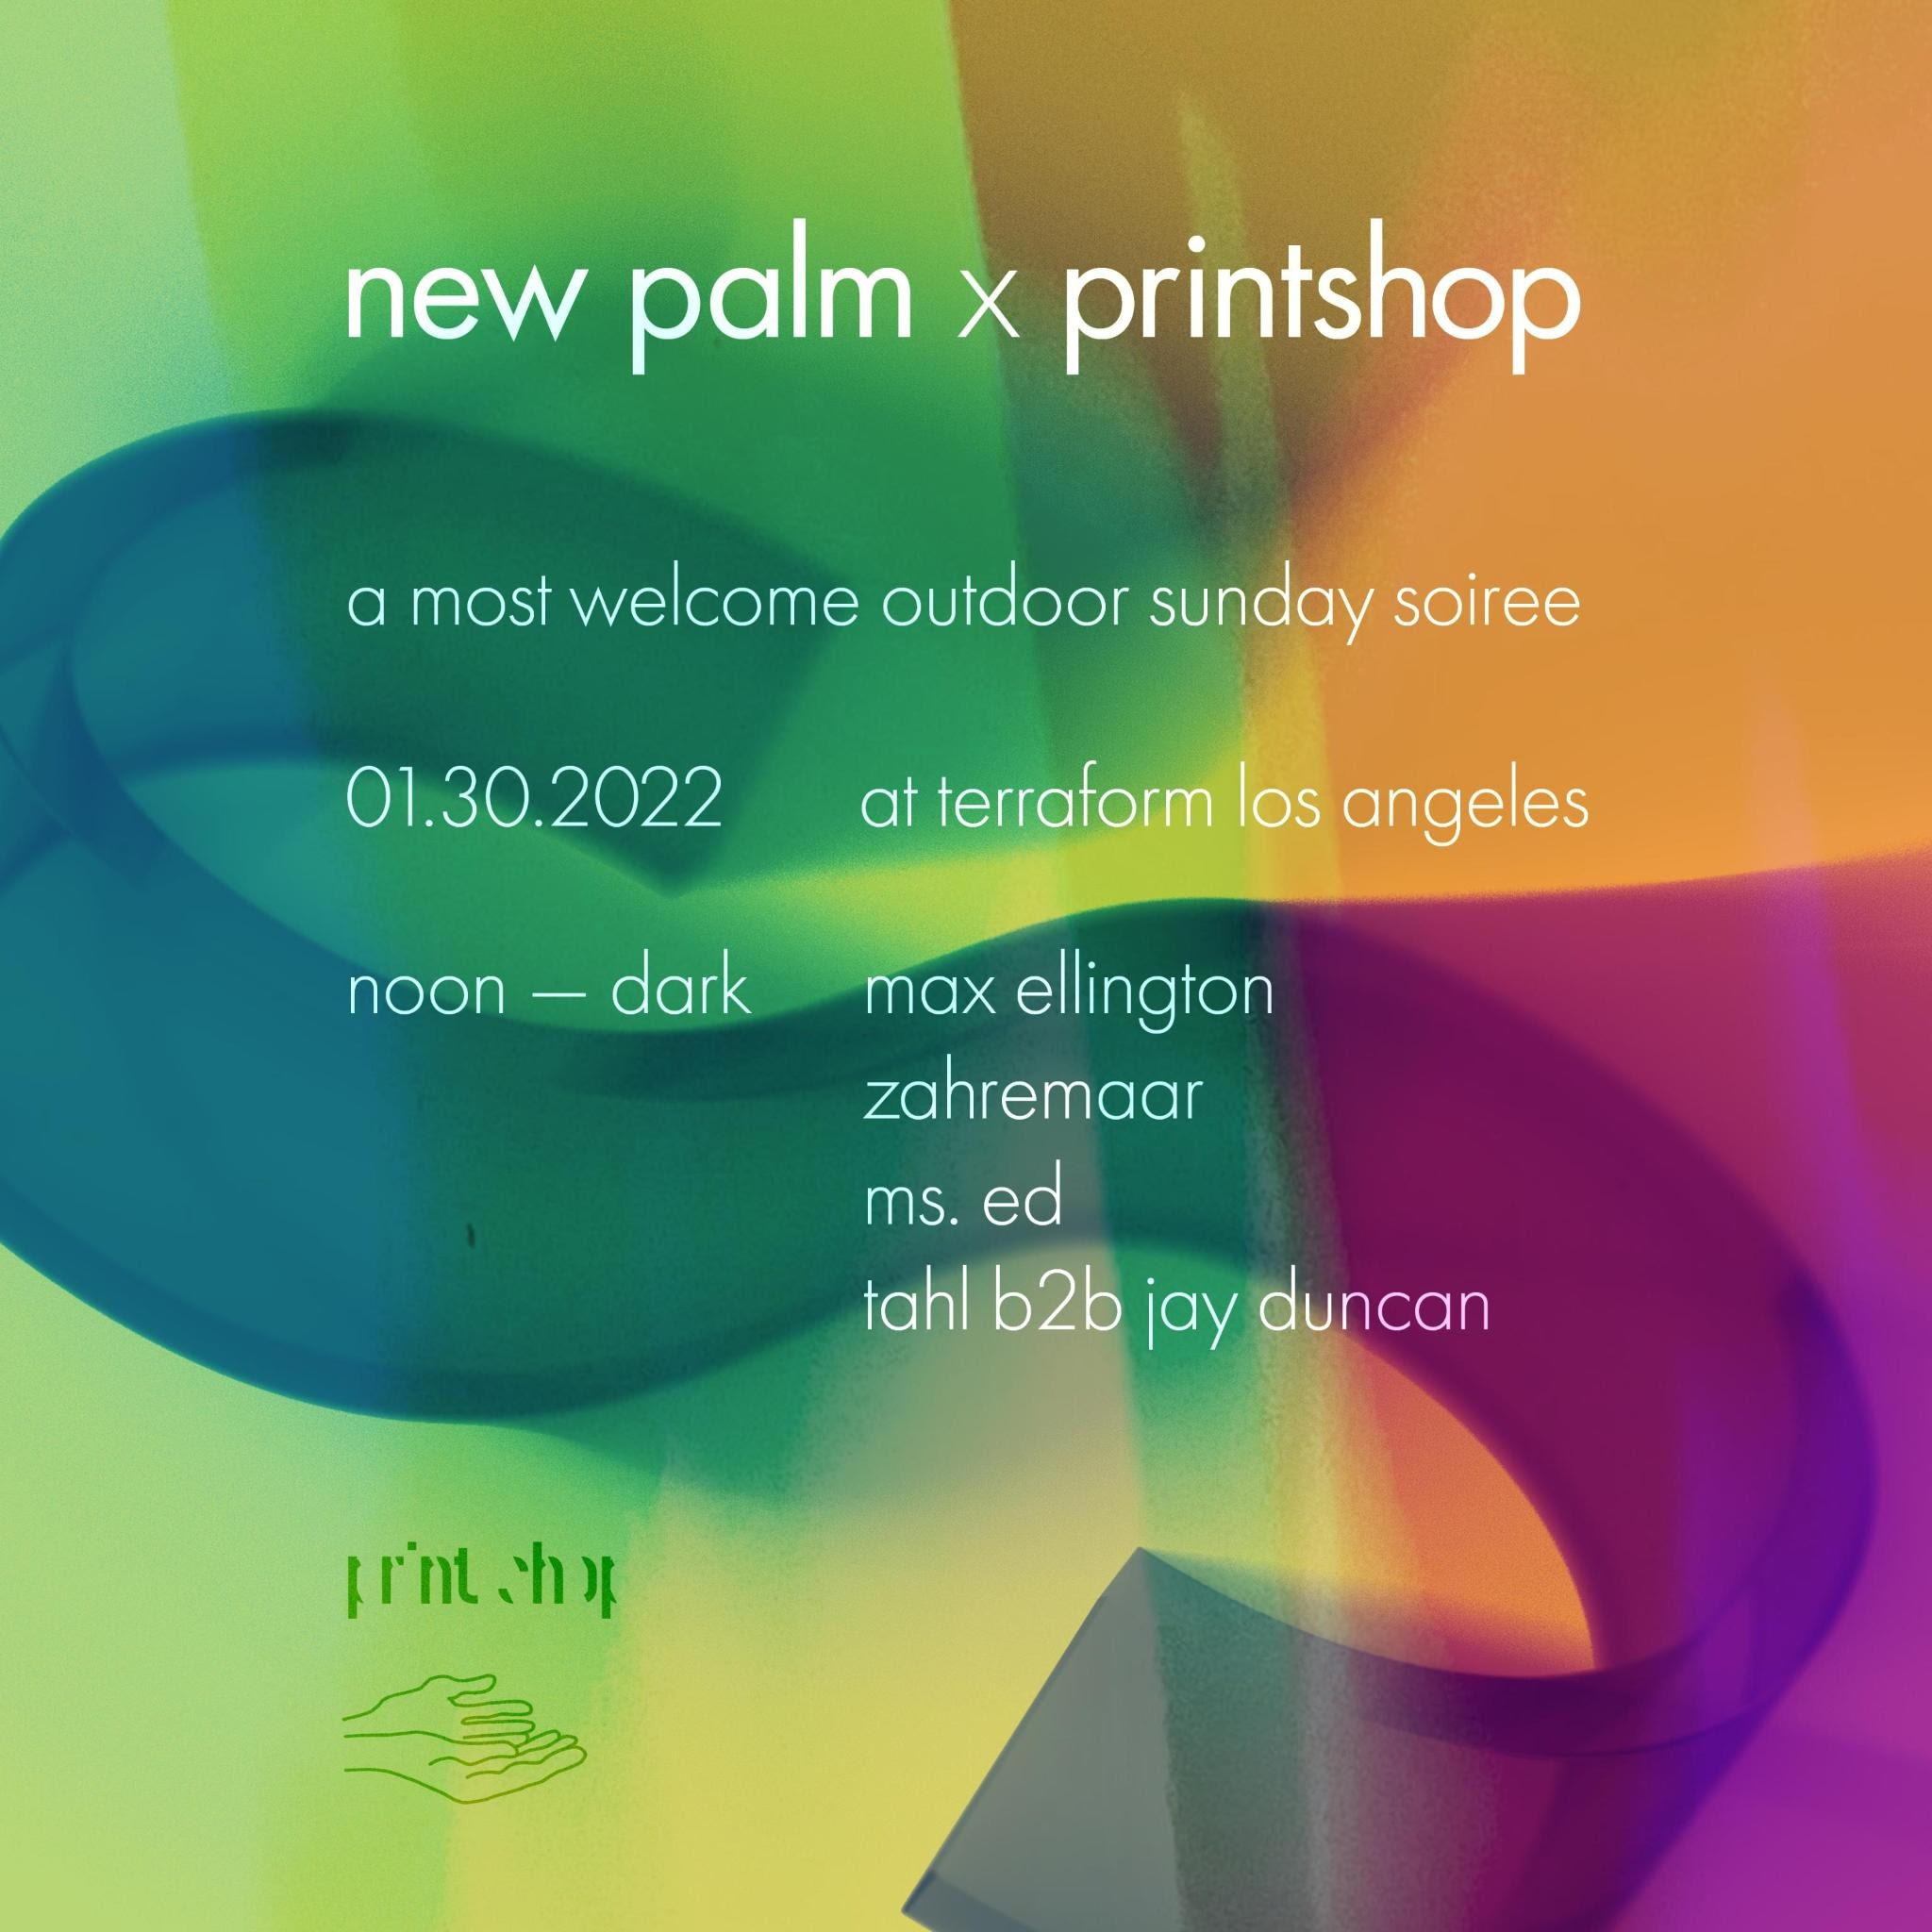 new palm x printshop
a most welcome outdoor sunday soiree
01.30.2022 at terraform los angeles
noon — dark
max ellington
zahremaar
ms. ed
tahl b2b jay duncan
printshop